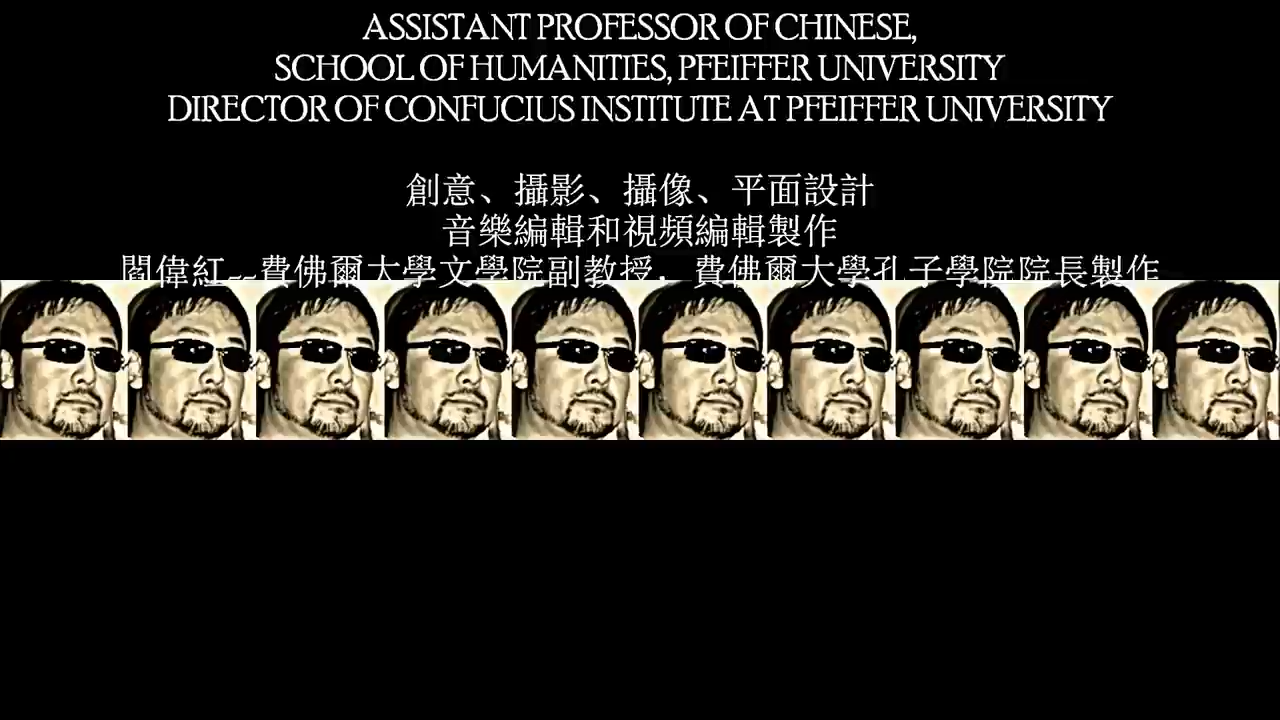 ASSISTANT PROFESSOR OF CHINESE,
SCHOOL OF HUMANITIES, PFEIFFER UNIVERSITY
DIRECTOR OF CONFUCIUS INSTITUTE AT PFEIFFER UNIVERSITY
創意、攝影、攝像、平面設計
音樂編輯和視頻編輯製作
閻偉紅--費佛爾大學文學院副教授，費佛爾大學孔子學院院長製作